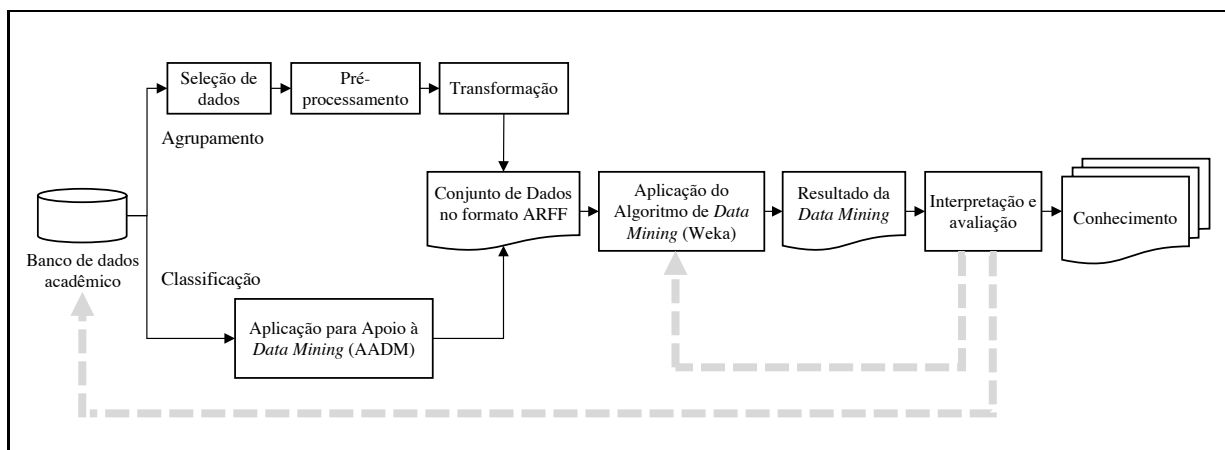 Seleção de
dados
Pré-
processamento
Transformação
Agrupamento
Banco de dados
acadêmico
Classificação
Aplicação para Apoio à
Data Mining (AADM)
Conjunto de Dados
no formato ARFF
Aplicação do
Algoritmo de Data
Mining (Weka)
Resultado da
Data Mining
Interpretação e
avaliação
Conhecimento